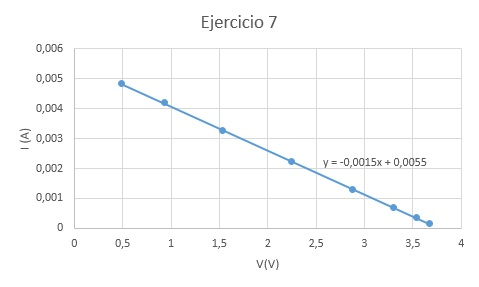 Ejercicio 7
0,006
0,005
0,004
0,003
0,002
0,001
0
I (A)
y = -0,0015x + 0,0055
0 0,5 1 1,5 2 2,5 3 3,5 4
V(V)